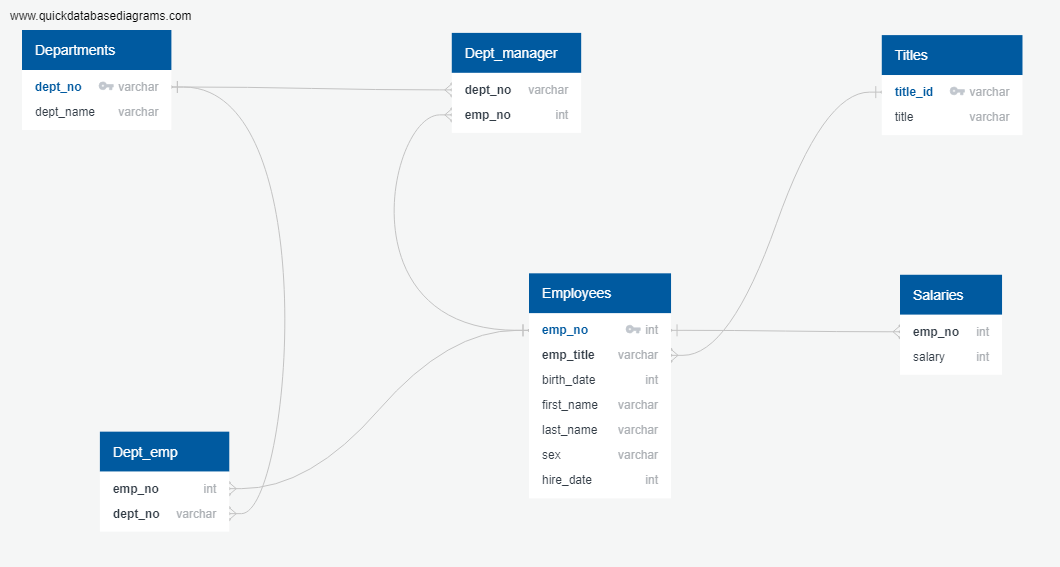 www.quickdatabasediagrams.com
Departments
dept_no varchar
dept_name varchar
Dept_manager
dept_no varchar
emp_no int
Titles
title_id varchar
title varchar
Employees
emp_no int
emp_title varchar
birth_date int
first_name varchar
last_name varchar
sex varchar
hire_date int
Salaries
emp_no int
salary int
Dept_emp
emp_no int
dept_no varchar